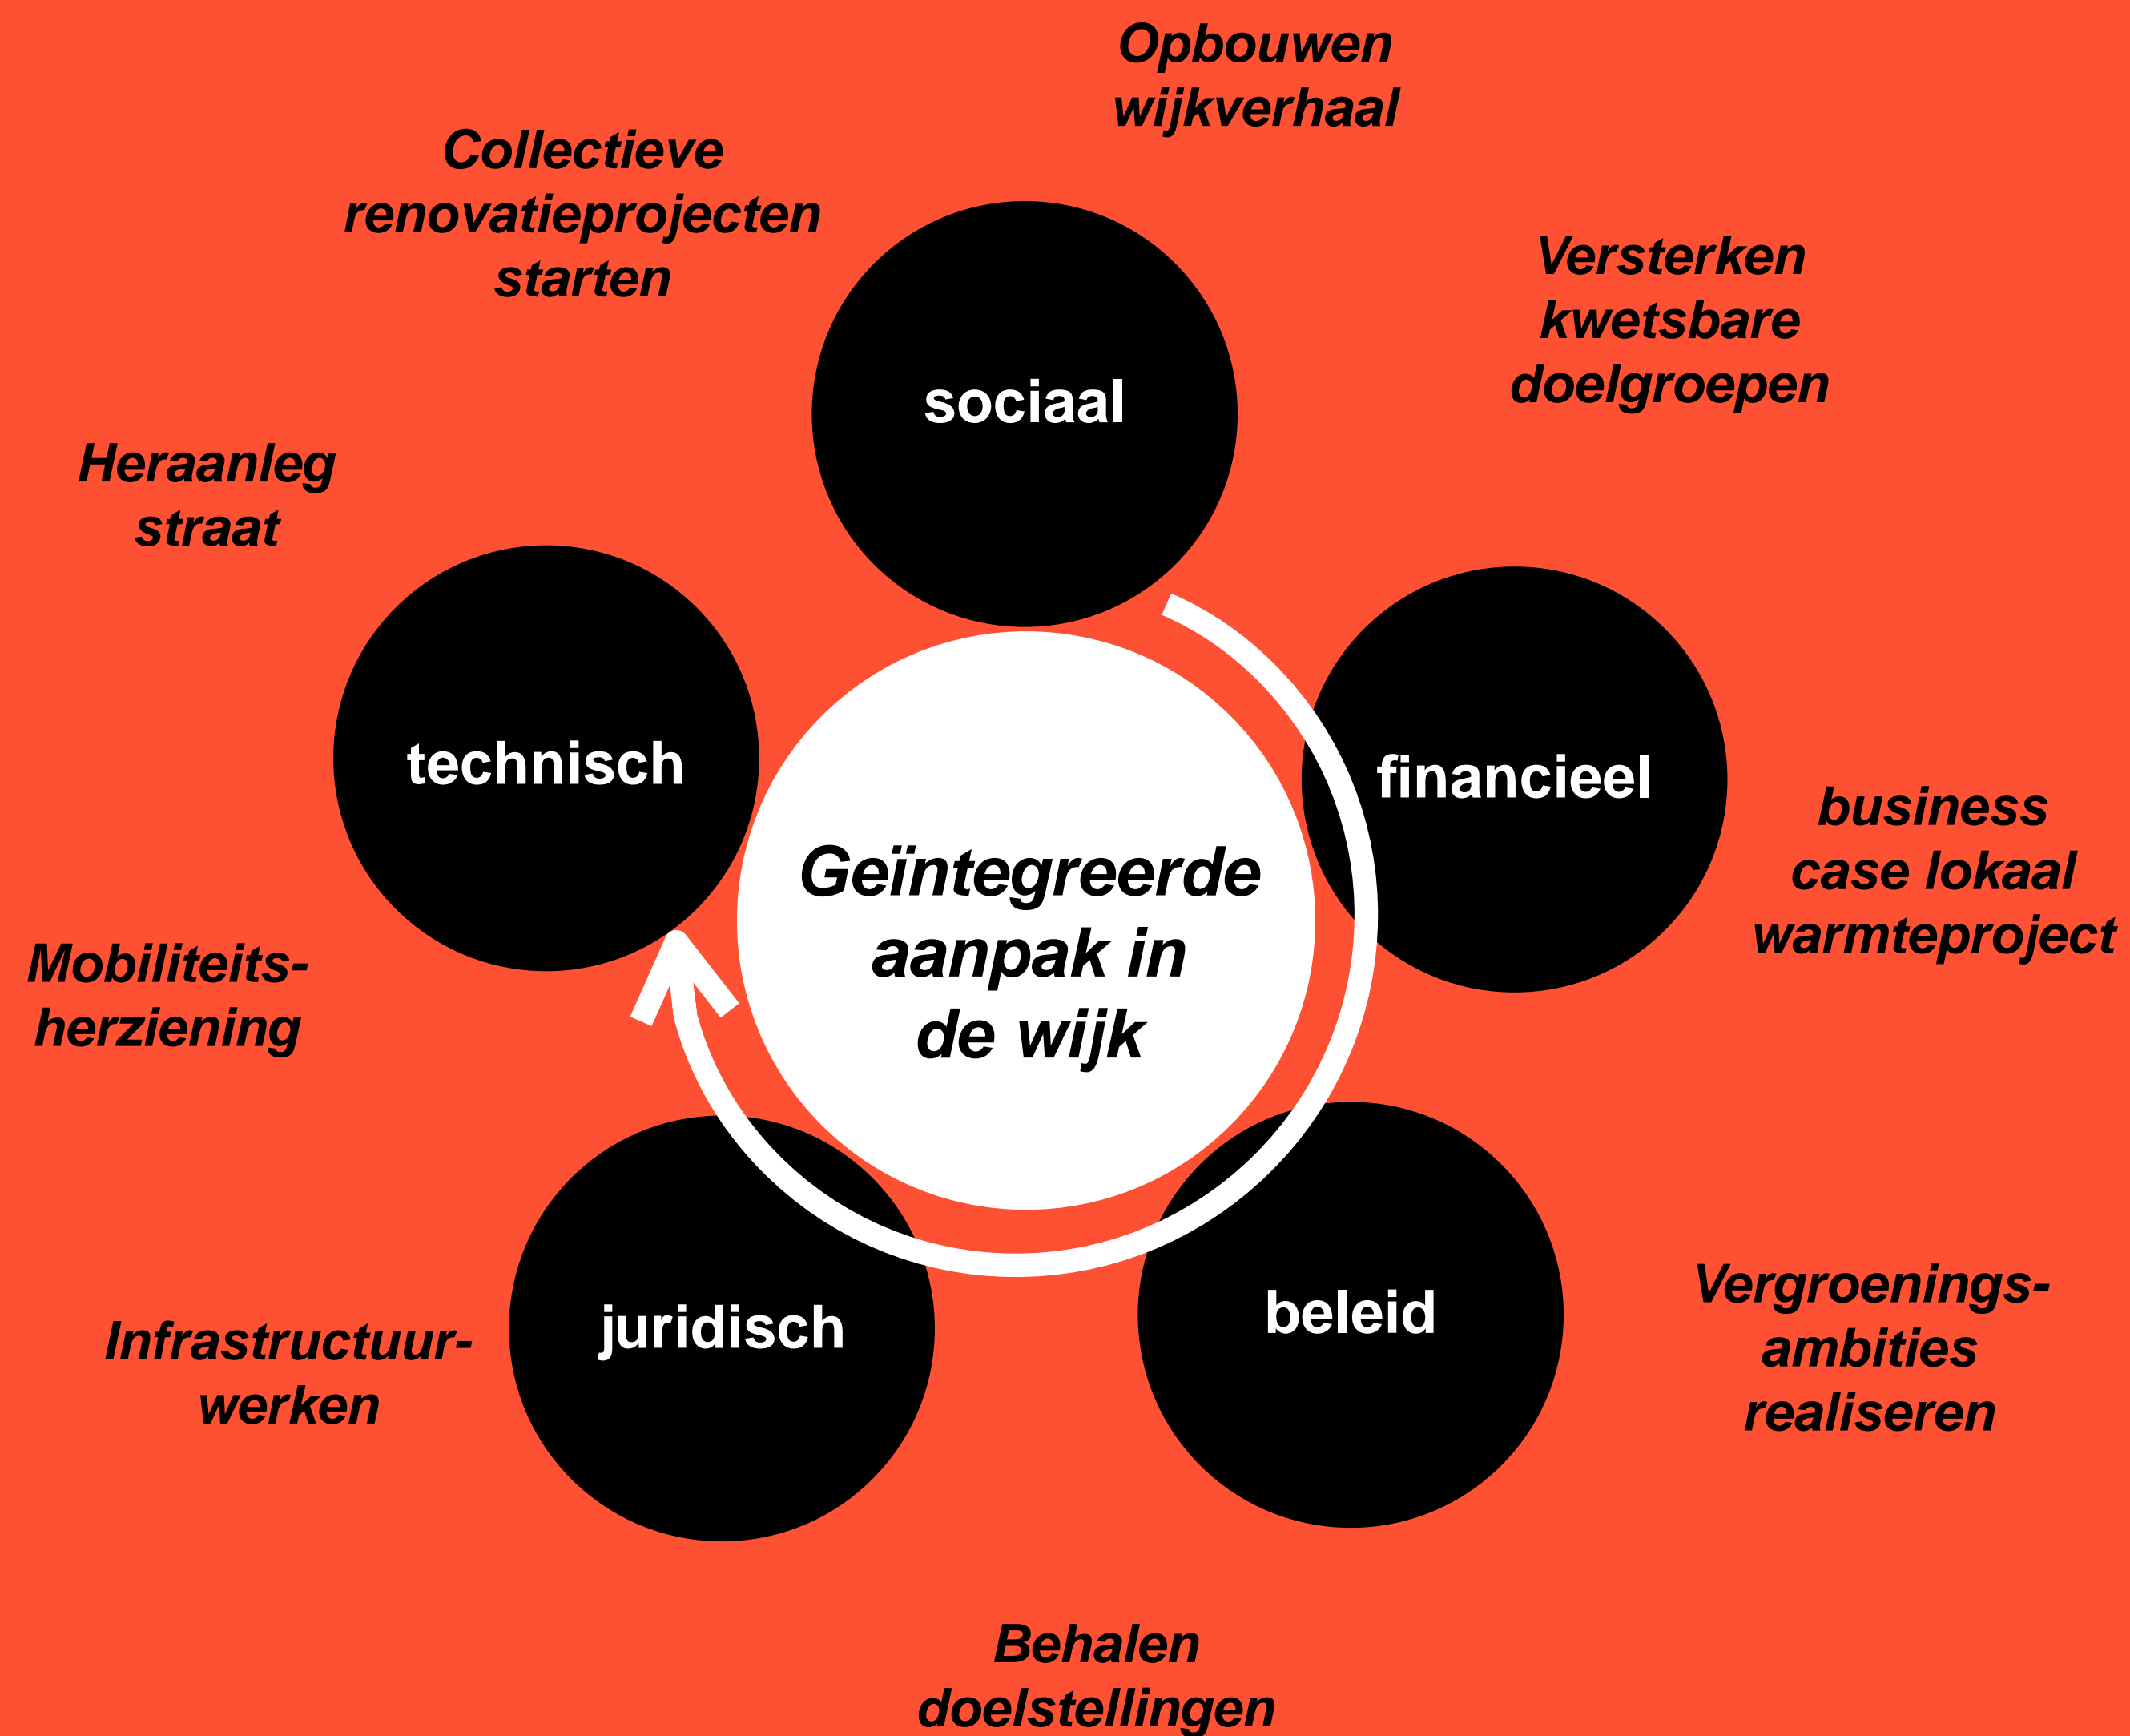 Opbouwen
wijkverhaal
Collectieve
renovatieprojecten
starten
Versterken
kwetsbare
doelgroepen
sociaal
Heraanleg
straat
technisch
financieel
business
case lokaal
warmteproject
Geïntegreerde
aanpak in
de wijk
Mobiliteits-
herziening
juridisch
beleid
Vergroenings-
ambities
realiseren
Infrastructuur-
werken
Behalen
doelstellingen